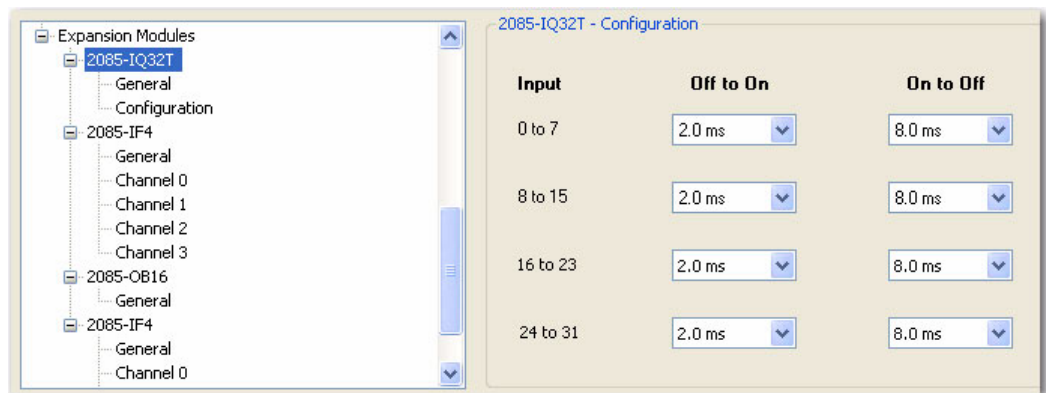 Expansion Modules
2085-IQ32T
General
Configuration
2085-IF4
General
Channel 0
Channel 1
Channel 2
Channel 3
2085-OB16
General
2085-IF4
General
Channel 0
2085-IQ32T - Configuration
Input Off to On On to Off
0 to 7 2.0 ms 8.0 ms
8 to 15 2.0 ms 8.0 ms
16 to 23 2.0 ms 8.0 ms
24 to 31 2.0 ms 8.0 ms